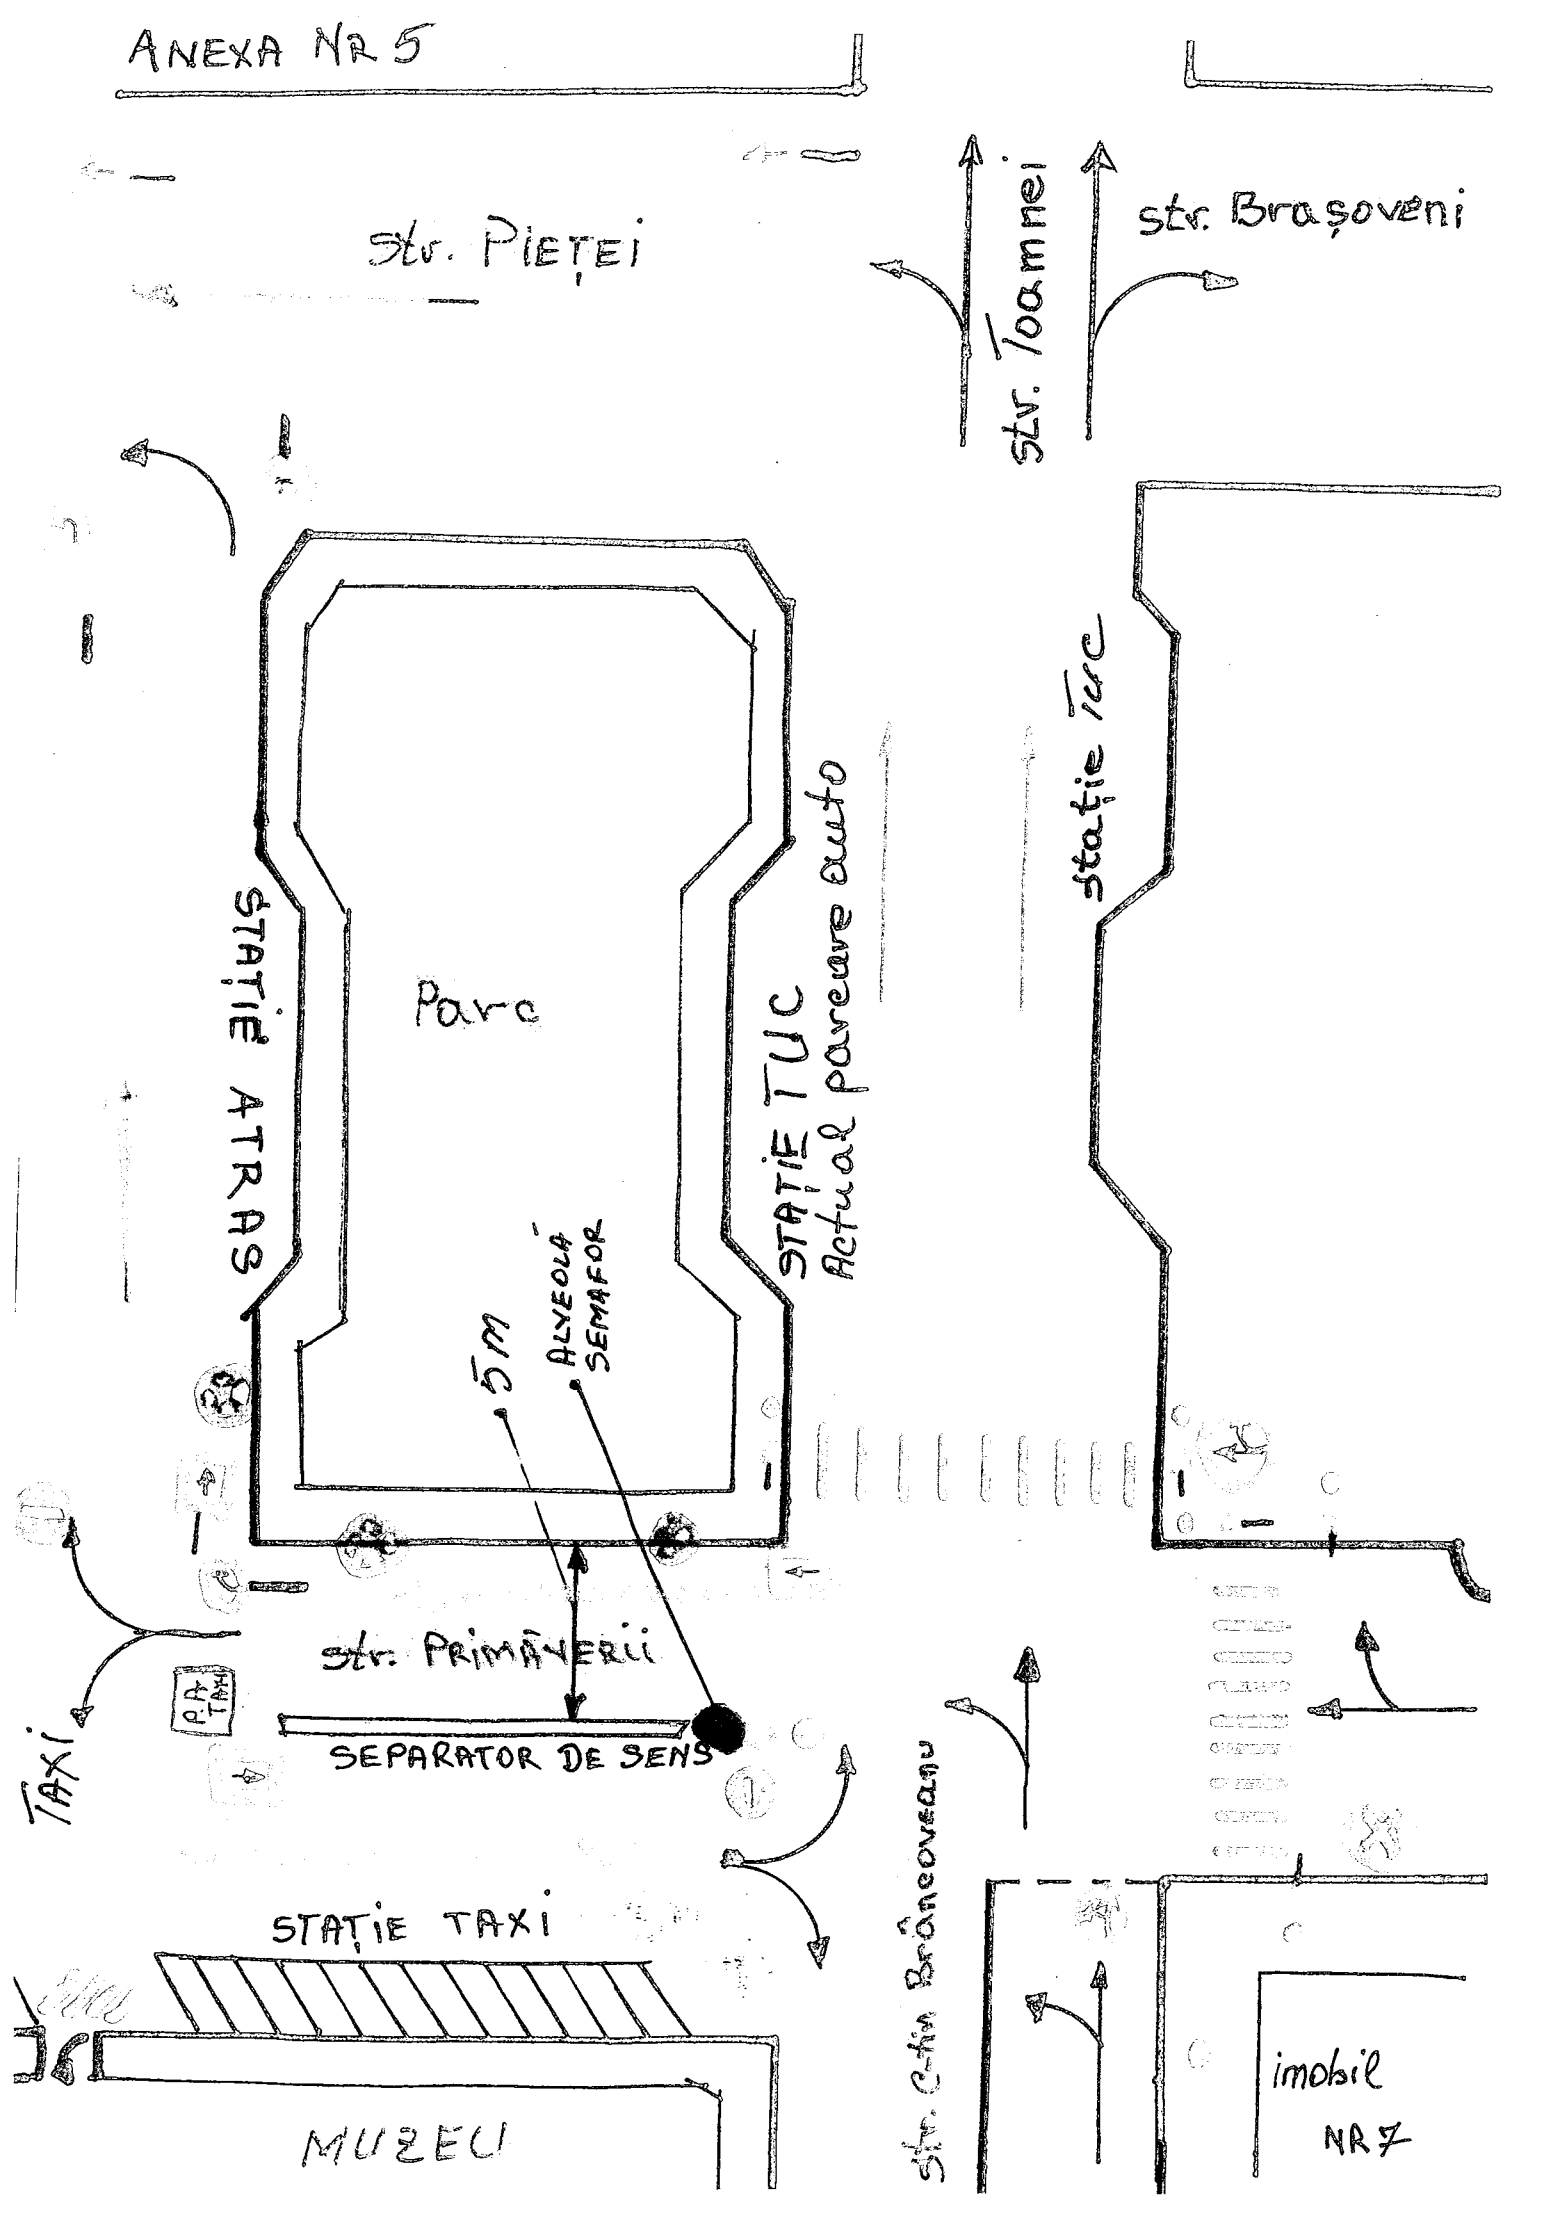 ANEXA NR 5
str. PIEȚEI
str. Toamnei
str. Brașoveni
stație TUC
STAȚIE ATRAS
Parc
STAȚIE TUC
Actual parcare auto
5M
ALVEOLĂ
SEMAFOR
str. PRIMĂVERII
P.A.
TAXI
TAXI
SEPARATOR DE SENS
str. C-tin Brâncoveanu
STAȚIE TAXI
MUZEU
imobil
NR 7